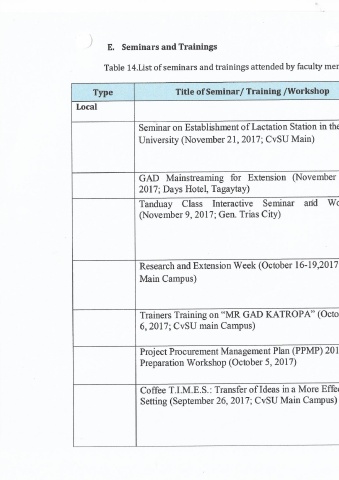 E. Seminars and Trainings
Table 14.List of seminars and trainings attended by faculty
Type
Title of Seminar/ Training /Workshop
Local
Seminar on Establishment of Lactation Station in the
University (November 21, 2017; CvSU Main)
GAD Mainstreaming for Extension (November
2017; Days Hotel, Tagaytay)
Tanduay Class Interactive Seminar and
(November 9, 2017; Gen. Trias City)
Research and Extension Week (October 16-19,2017
Main Campus)
Trainers Training on "MR GAD KATROPA"
6, 2017; CvSU main Campus)
Project Procurement Management Plan (PPMP)
Preparation Workshop (October 5, 2017)
Coffee T.I.M.E.S.: Transfer of Ideas in a More
Setting (September 26, 2017; CvSU Main Campus)